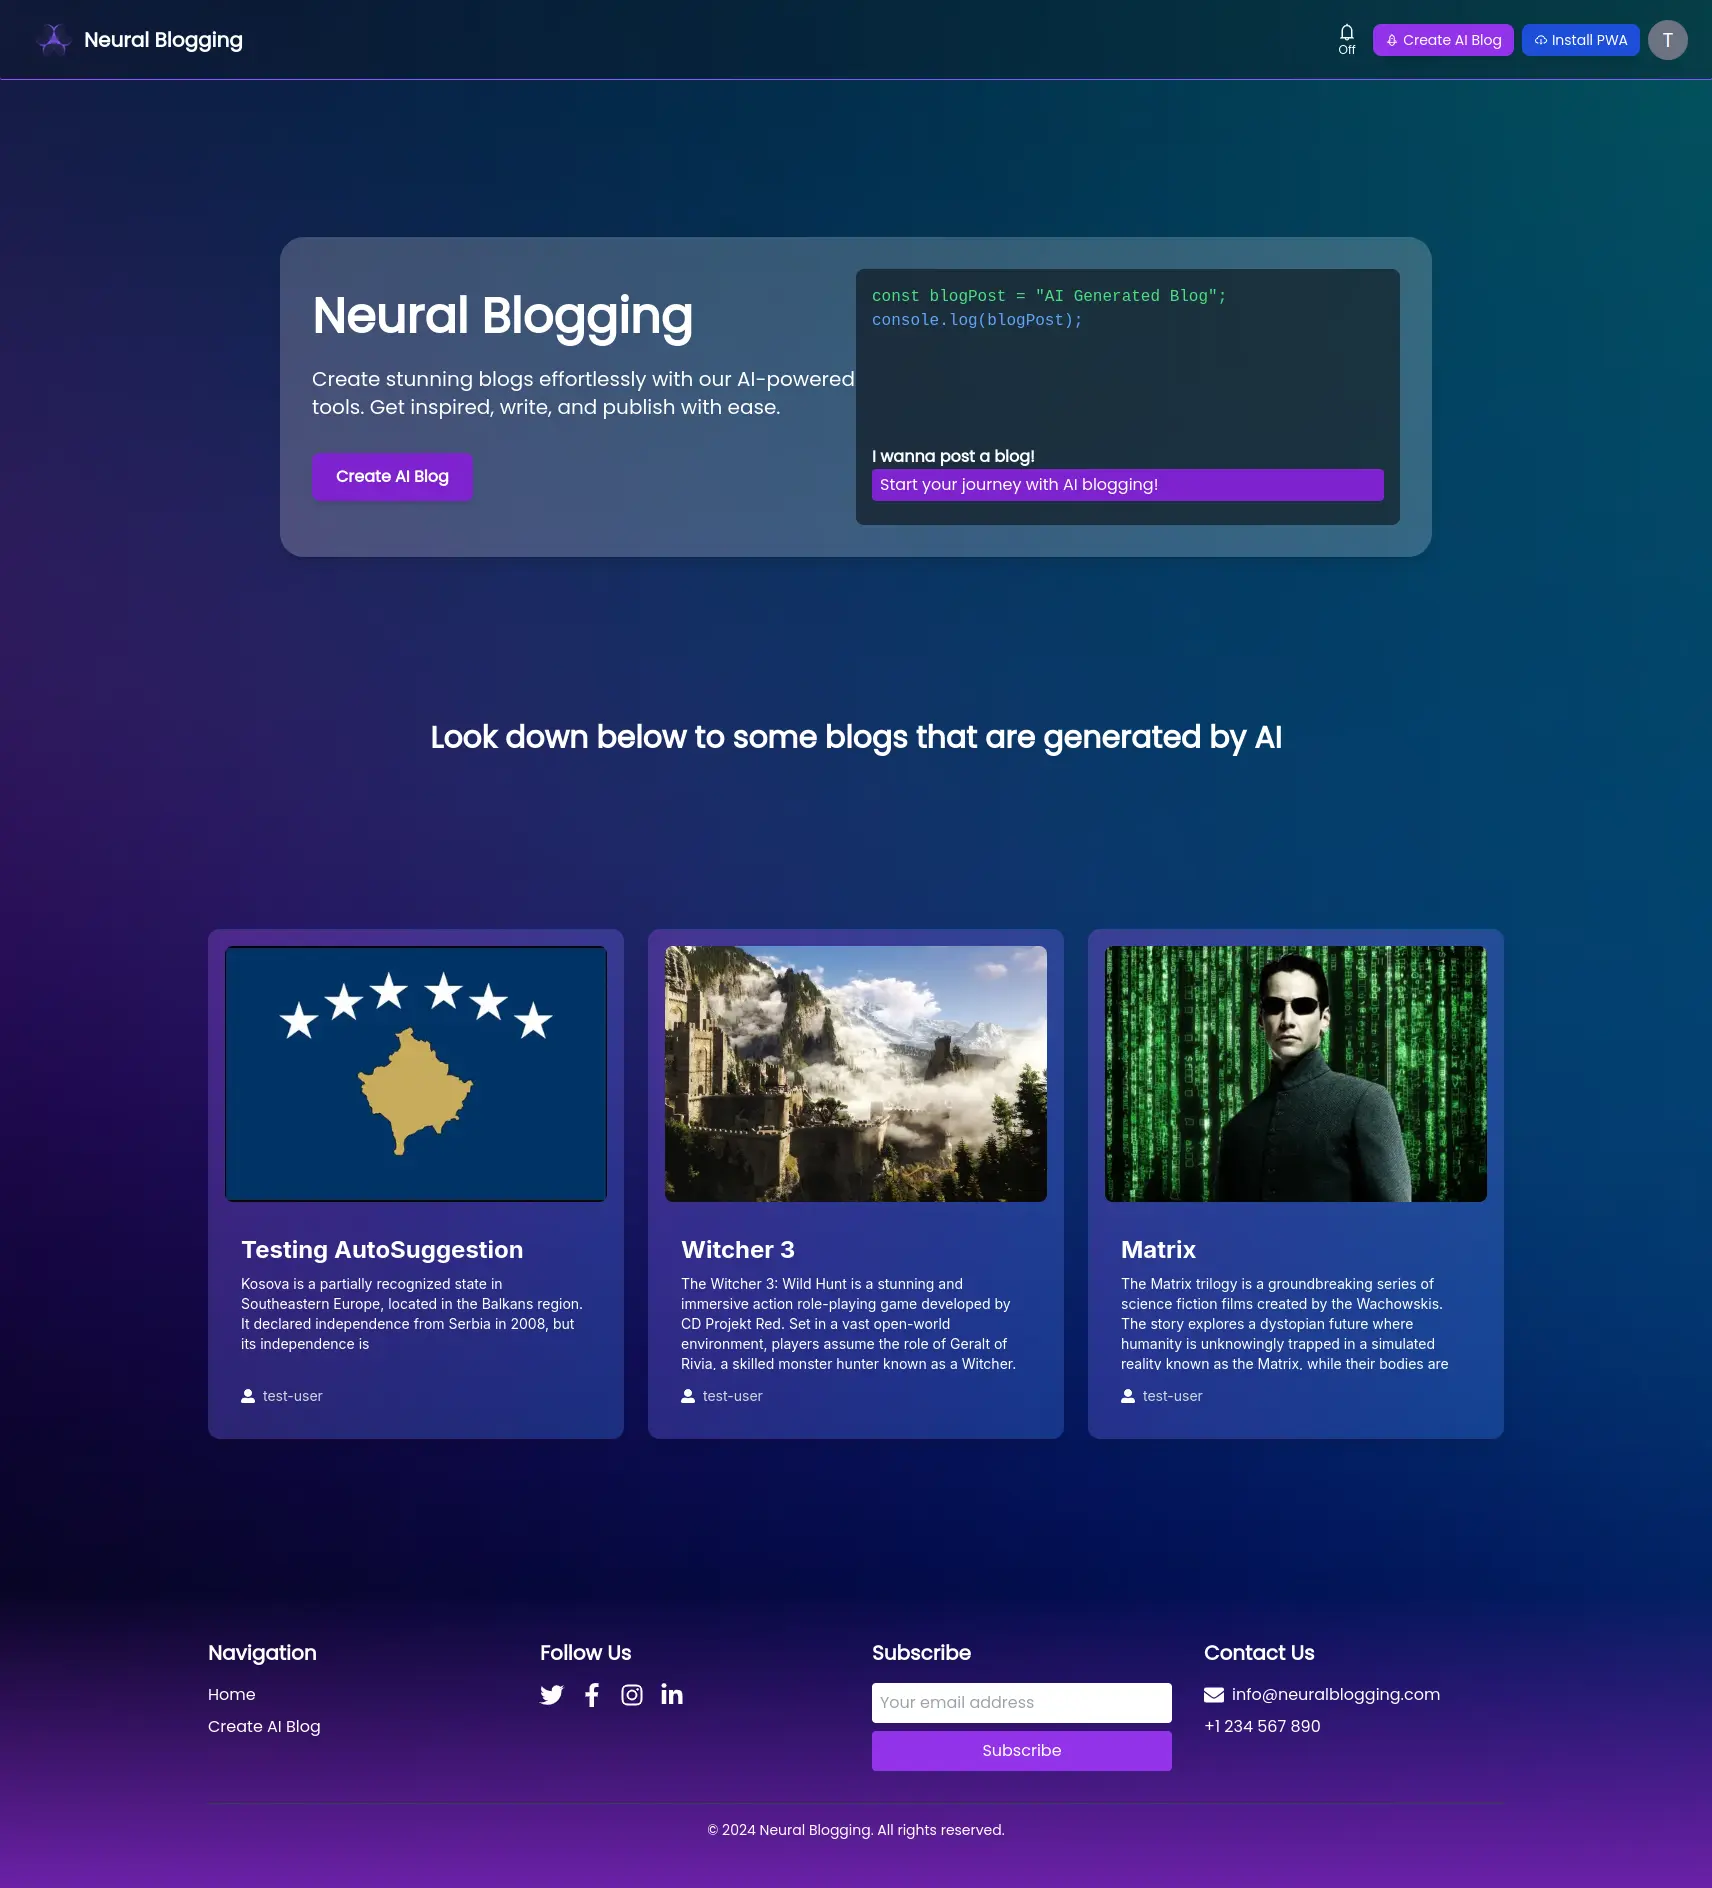 Neural Blogging
Off
Create AI Blog
Install PWA
T
Neural Blogging
Create stunning blogs effortlessly with our AI-powered
tools. Get inspired, write, and publish with ease.
Create AI Blog
const blogPost = "AI Generated Blog";
console.log(blogPost);
I wanna post a blog!
Start your journey with AI blogging!
Look down below to some blogs that are generated by AI
Testing AutoSuggestion
Kosova is a partially recognized state in
Southeastern Europe, located in the Balkans region.
It declared independence from Serbia in 2008, but
its independence is
test-user
Witcher 3
The Witcher 3: Wild Hunt is a stunning and
immersive action role-playing game developed by
CD Projekt Red. Set in a vast open-world
environment, players assume the role of Geralt of
Rivia, a skilled monster hunter known as a Witcher.
test-user
Matrix
The Matrix trilogy is a groundbreaking series of
science fiction films created by the Wachowskis.
The story explores a dystopian future where
humanity is unknowingly trapped in a simulated
reality known as the Matrix, while their bodies are
test-user
Navigation
Home
Create AI Blog
Follow Us
Subscribe
Your email address
Subscribe
Contact Us
info@neuralblogging.com
+1 234 567 890
© 2024 Neural Blogging. All rights reserved.